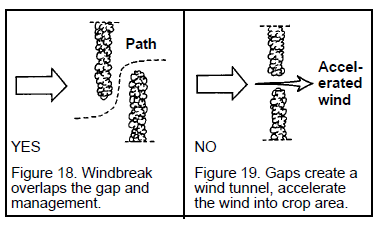 Path
YES
Figure 18. Windbreak
overlaps the gap and
management.
Accel-
erated
wind
NO
Figure 19. Gaps create a
wind tunnel, accelerate
the wind into crop area.